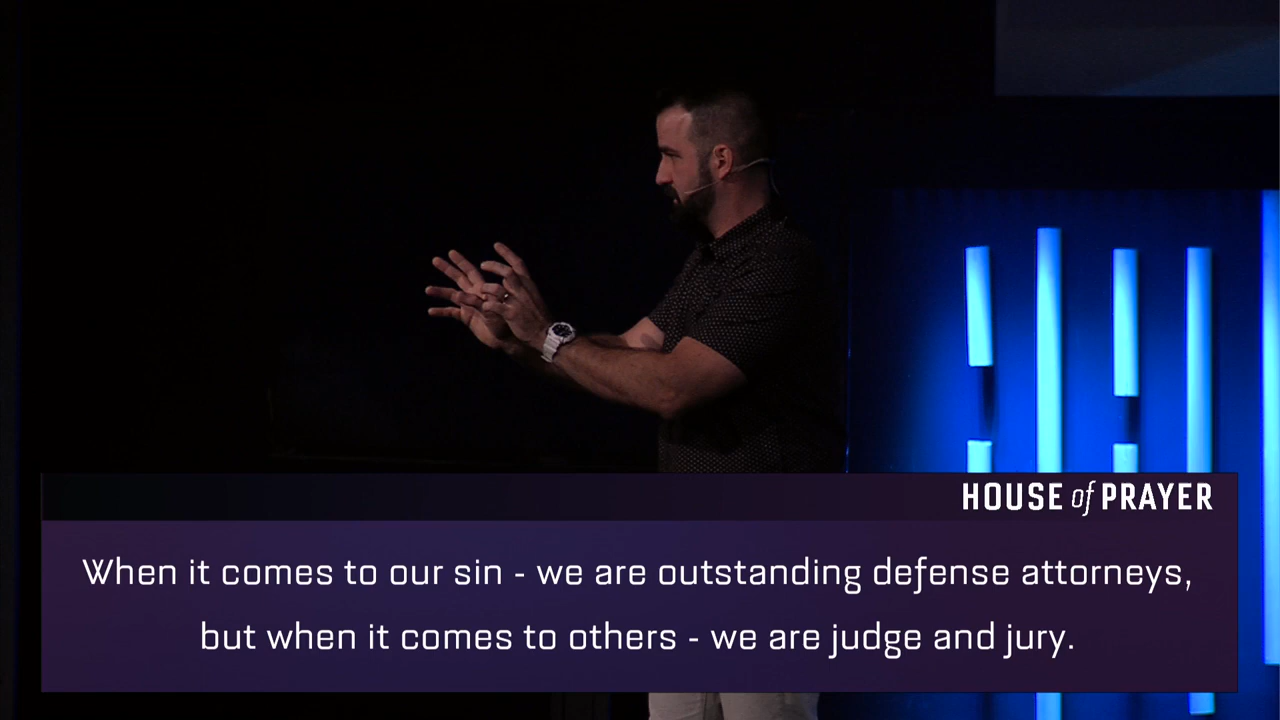 HOUSE of PRAYER
When it comes to our sin - we are outstanding defense attorneys,
but when it comes to others - we are judge and jury.